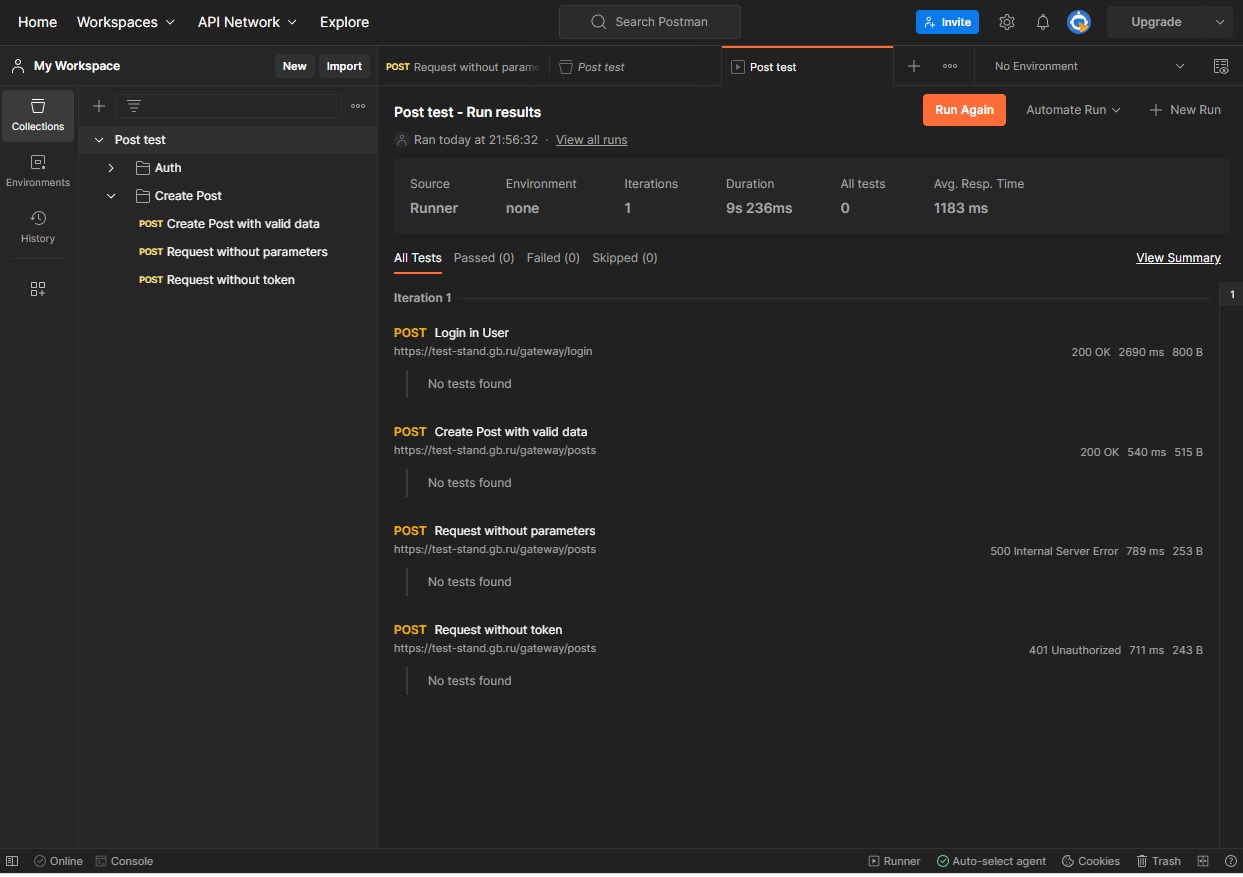 Home Workspaces API Network Explore Search Postman Invite Upgrade
My Workspace New Import POST Request without parame Post test Post test No Environment
Collections
Environments
History
Post test
Auth
Create Post
POST Create Post with valid data
POST Request without parameters
POST Request without token
Post test - Run results Run Again Automate Run New Run
Ran today at 21:56:32 · View all runs
Source Environment Iterations Duration All tests Avg. Resp. Time
Runner none 1 9s 236ms 0 1183 ms
All Tests Passed (0) Failed (0) Skipped (0) View Summary
Iteration 1 1
POST Login in User
https://test-stand.gb.ru/gateway/login 200 OK 2690 ms 800 B
No tests found
POST Create Post with valid data
https://test-stand.gb.ru/gateway/posts 200 OK 540 ms 515 B
No tests found
POST Request without parameters
https://test-stand.gb.ru/gateway/posts 500 Internal Server Error 789 ms 253 B
No tests found
POST Request without token
https://test-stand.gb.ru/gateway/posts 401 Unauthorized 711 ms 243 B
No tests found
Online Console Runner Auto-select agent Cookies Trash